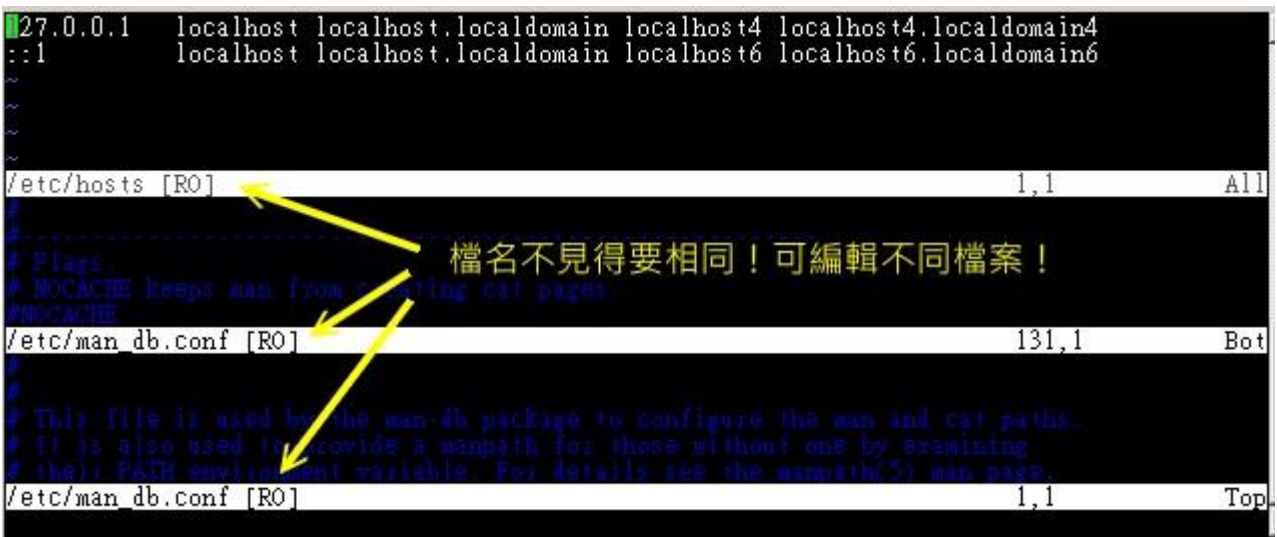 127.0.0.1 localhost localhost.localdomain localhost4 localhost4.localdomain4
::1 localhost localhost.localdomain localhost6 localhost6.localdomain6
~
~
~
~
/etc/hosts [RO] 1,1 All
#
#---------------------------------------------------------
# Flags.
# NOCACHE keeps man from creating cat pages.
#NOCACHE
檔名不見得要相同！可編輯不同檔案！
/etc/man_db.conf [RO] 131,1 Bot
#
#
# This file is used by the man-db package to configure the man and cat paths.
# It is also used to provide a manpath for those without one by examining
# their PATH environment variable. For details see the manpath(5) man page.
/etc/man_db.conf [RO] 1,1 Top